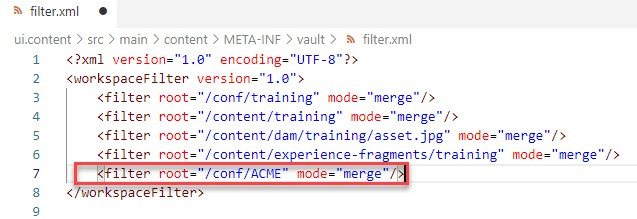 filter.xml
ui.content > src > main > content > META-INF > vault > filter.xml
1 <?xml version="1.0" encoding="UTF-8"?>
2 <workspaceFilter version="1.0">
3 <filter root="/conf/training" mode="merge"/>
4 <filter root="/content/training" mode="merge"/>
5 <filter root="/content/dam/training/asset.jpg" mode="merge"/>
6 <filter root="/content/experience-fragments/training" mode="merge"/>
7 <filter root="/conf/ACME" mode="merge"/>
8 </workspaceFilter>
9